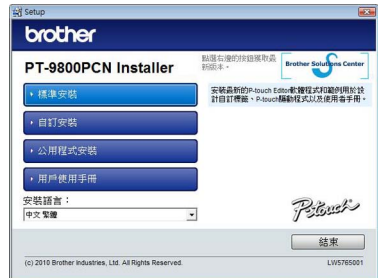 Setup
brother
PT-9800PCN Installer
點選右邊的按鈕獲取最
新版本。
Brother Solutions Center
標準安裝
安裝最新的P-touch Editor軟體程式和範例用於設
計自訂標籤、P-touch驅動程式以及使用者手冊。
自訂安裝
公用程式安裝
用戶使用手冊
安裝語言：
中文 繁體
P-touch
結束
(c) 2010 Brother Industries, Ltd. All Rights Reserved.
LW5765001